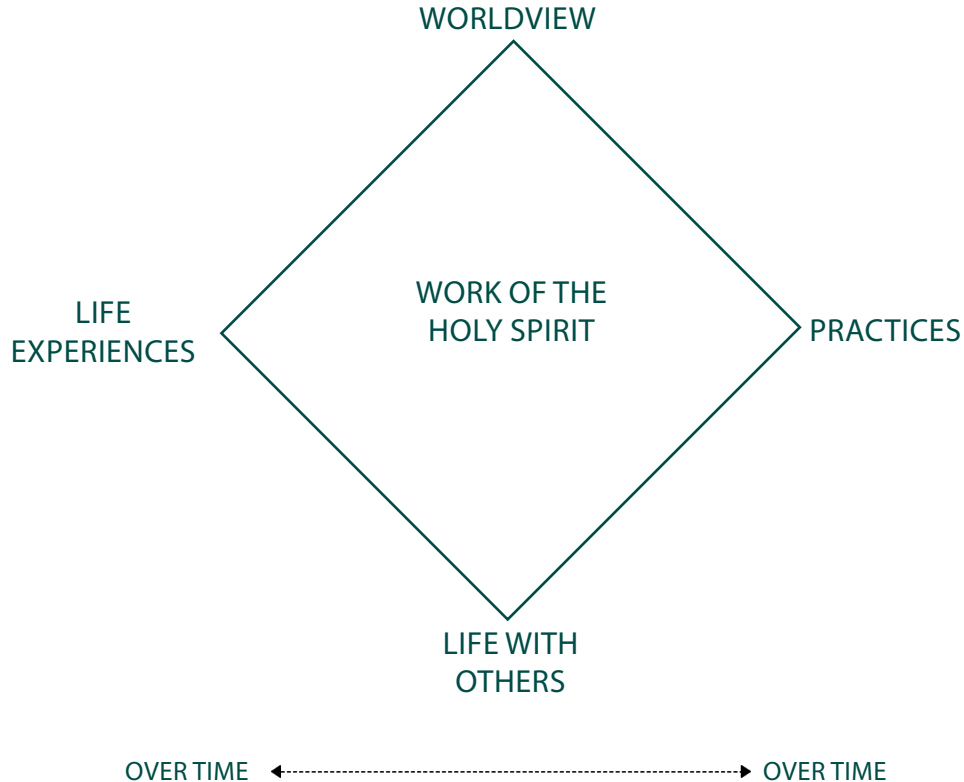 WORLDVIEW
WORK OF THE
HOLY SPIRIT
LIFE
EXPERIENCES
PRACTICES
LIFE WITH
OTHERS
OVER TIME
OVER TIME